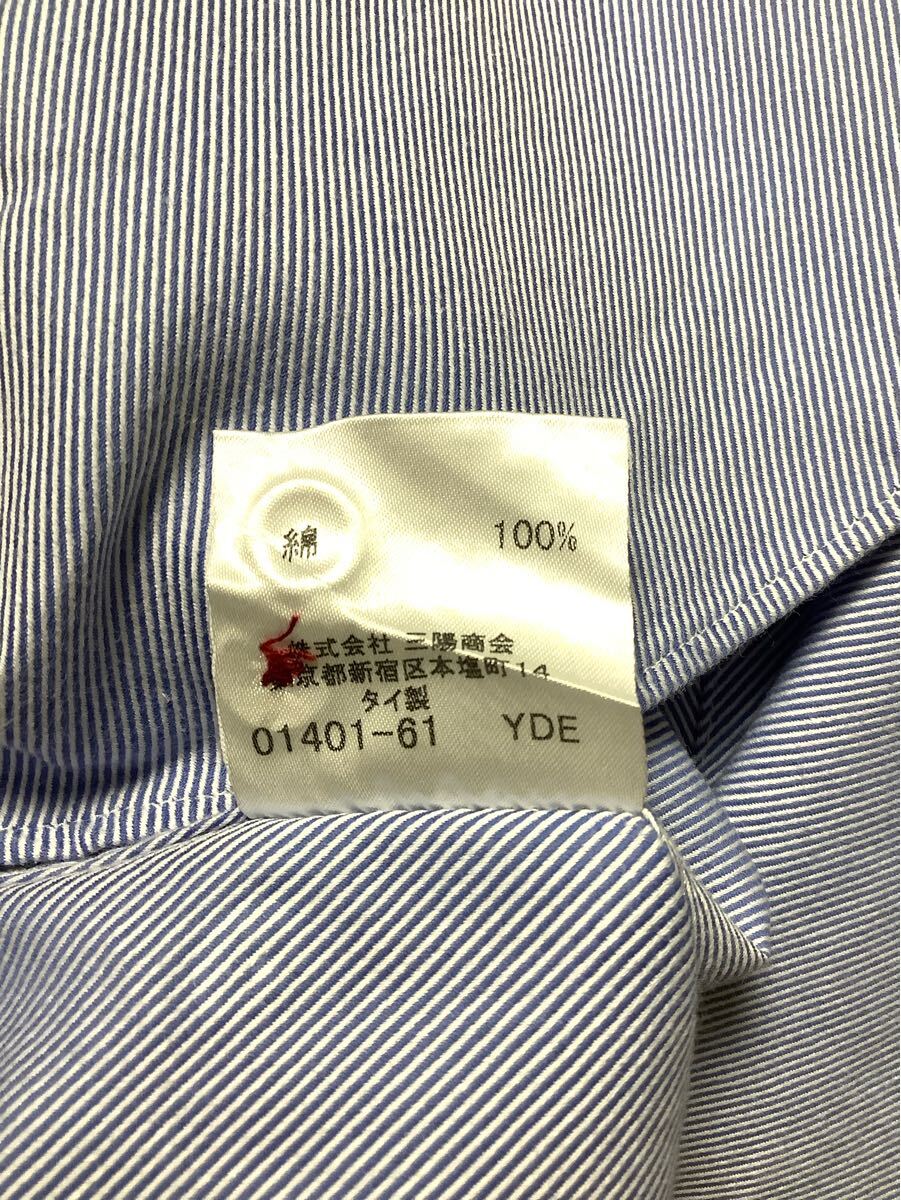 綿 100%
株式会社 三陽商会
京都新宿区本塩町14
タイ製
01401-61 YDE